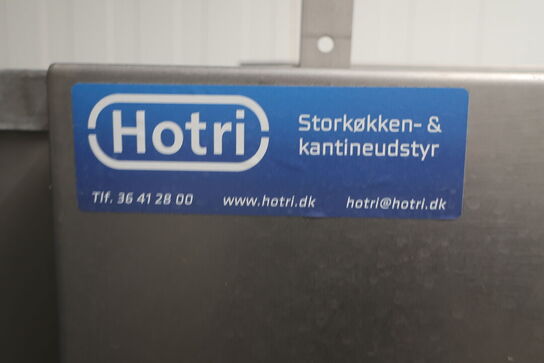 Hotri
Storkøkken- &
kantineudstyr
Tlf. 36 41 28 00 www.hotri.dk hotri@hotri.dk